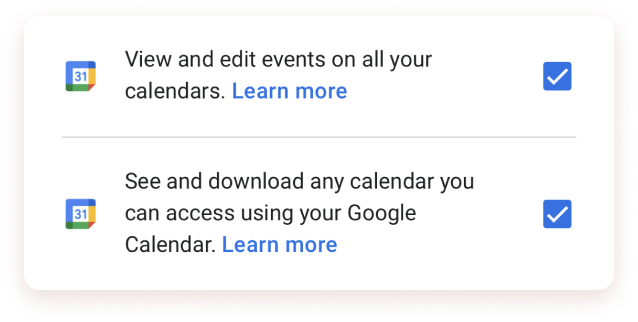 31
View and edit events on all your
calendars. Learn more
31
See and download any calendar you
can access using your Google
Calendar. Learn more